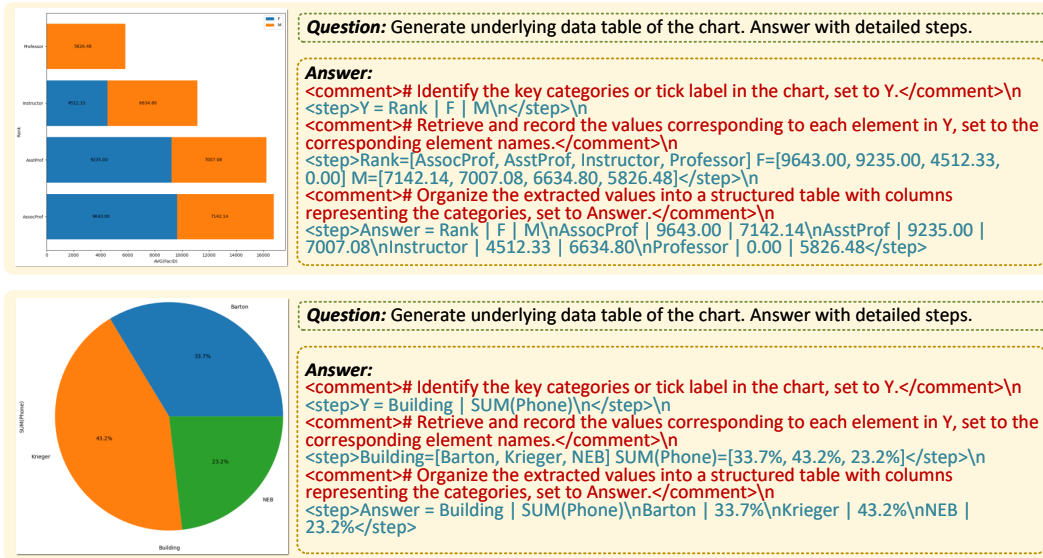 F
M
Professor
5826.48
Instructor
4512.33
6634.80
Rank
AsstProf
9235.00
7007.08
AssocProf
9643.00
7142.14
0
2000
4000
6000
8000
10000
12000
14000
16000
AVG(FacID)
Question: Generate underlying data table of the chart. Answer with detailed steps.
Answer:
<comment># Identify the key categories or tick label in the chart, set to Y.</comment>\n
<step>Y = Rank | F | M\n</step>\n
<comment># Retrieve and record the values corresponding to each element in Y, set to the
corresponding element names.</comment>\n
<step>Rank=[AssocProf, AsstProf, Instructor, Professor] F=[9643.00, 9235.00, 4512.33,
0.00] M=[7142.14, 7007.08, 6634.80, 5826.48]</step>\n
<comment># Organize the extracted values into a structured table with columns
representing the categories, set to Answer.</comment>\n
<step>Answer = Rank | F | M\nAssocProf | 9643.00 | 7142.14\nAsstProf | 9235.00 |
7007.08\nInstructor | 4512.33 | 6634.80\nProfessor | 0.00 | 5826.48</step>
Barton
33.7%
SUM(Phone)
43.2%
Krieger
23.2%
NEB
Building
Question: Generate underlying data table of the chart. Answer with detailed steps.
Answer:
<comment># Identify the key categories or tick label in the chart, set to Y.</comment>\n
<step>Y = Building | SUM(Phone)\n</step>\n
<comment># Retrieve and record the values corresponding to each element in Y, set to the
corresponding element names.</comment>\n
<step>Building=[Barton, Krieger, NEB] SUM(Phone)=[33.7%, 43.2%, 23.2%]</step>\n
<comment># Organize the extracted values into a structured table with columns
representing the categories, set to Answer.</comment>\n
<step>Answer = Building | SUM(Phone)\nBarton | 33.7%\nKrieger | 43.2%\nNEB |
23.2%</step>